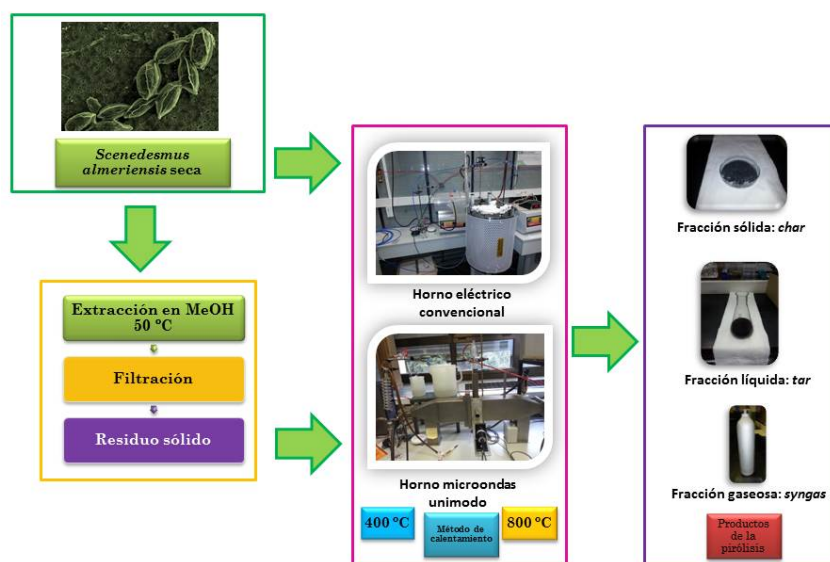 Scenedesmus
almeriensis seca
Extracción en MeOH
50 ºC
Filtración
Residuo sólido
Horno eléctrico
convencional
Horno microondas
unimodo
400 ºC
Método de
calentamiento
800 ºC
Fracción sólida: char
Fracción líquida: tar
Fracción gaseosa: syngas
Productos
de la
pirólisis